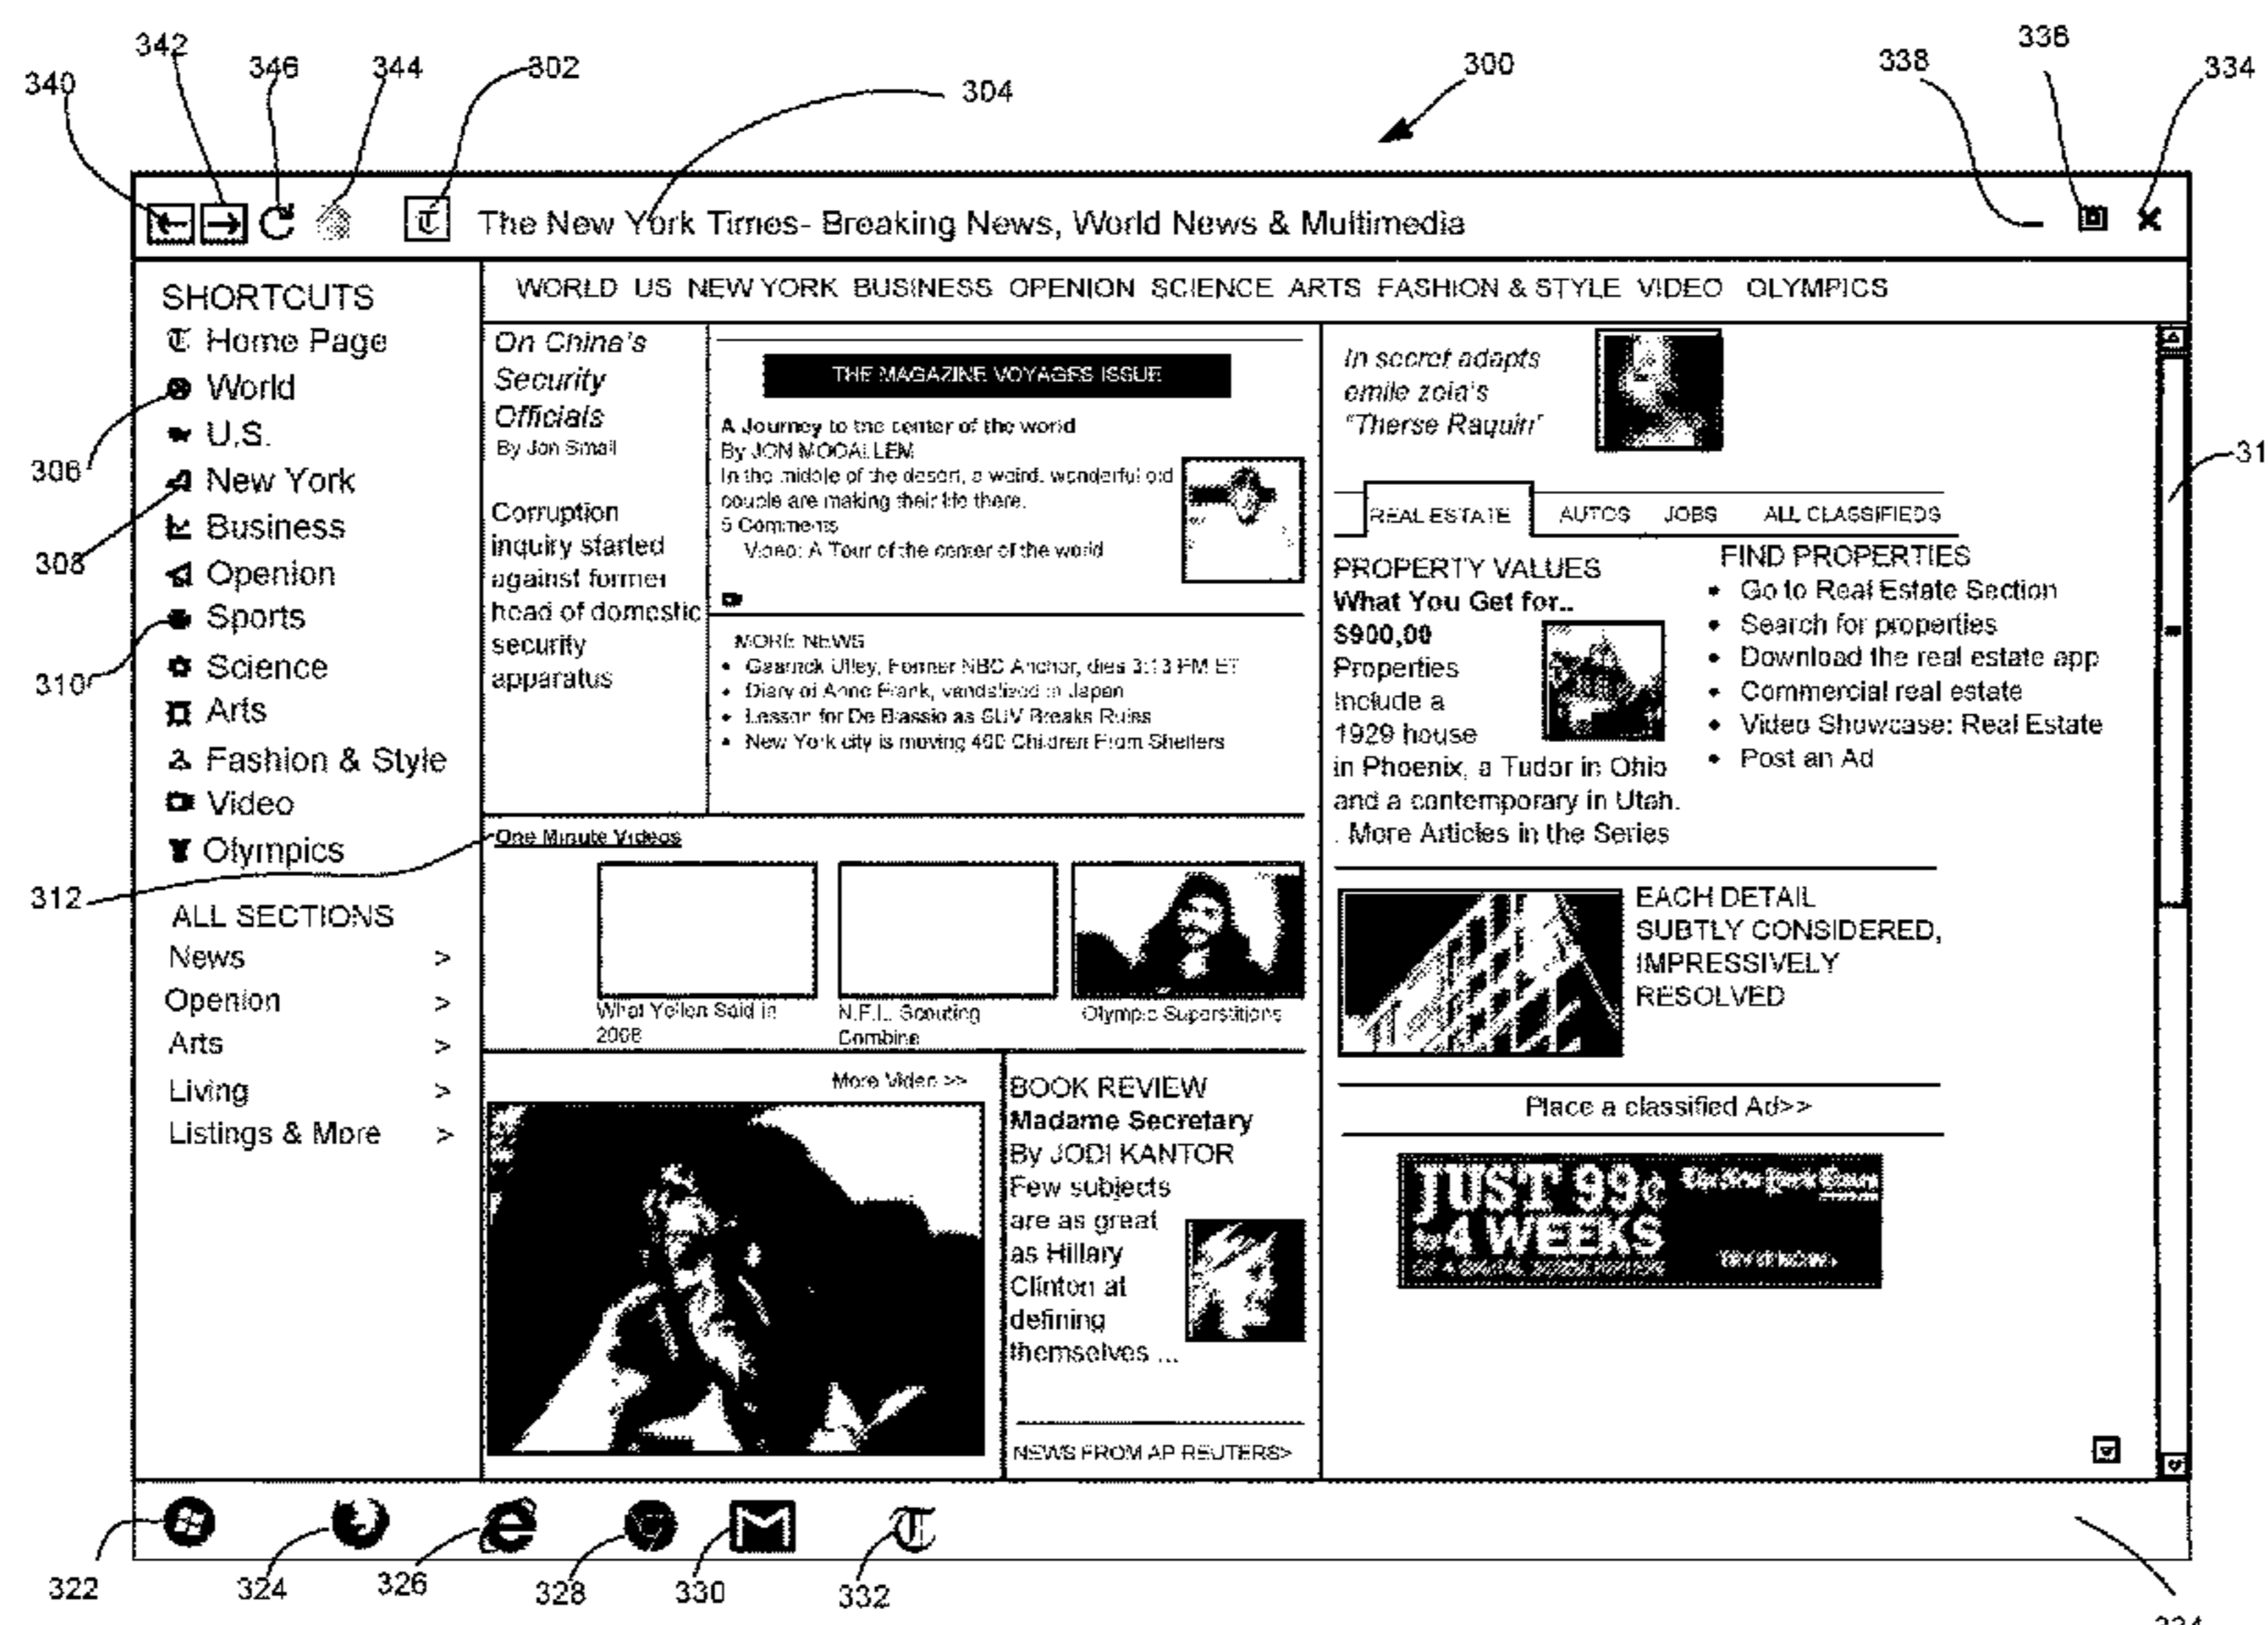 342
346
344
302
304
300
338
336
334
340
The New York Times- Breaking News, World News & Multimedia
SHORTCUTS
Home Page
World
U.S.
New York
Business
Openion
Sports
Science
Arts
Fashion & Style
Video
Olympics
306
308
310
312
ALL SECTIONS
News >
Openion >
Arts >
Living >
Listings & More >
WORLD US NEW YORK BUSINESS OPENION SCIENCE ARTS FASHION & STYLE VIDEO OLYMPICS
On China's
Security
Officials
By Jon Small
Corruption
inquiry started
against former
head of domestic
security
apparatus
THE MAGAZINE VOYAGES ISSUE
A Journey to the center of the world
By JON MOOALLEM
In the middle of the desert, a weird, wonderful old
couple are making their life there.
5 Comments
Video: A Tour of the center of the world
MORE NEWS
• Utley, Former NBC Anchor, dies 3:13 PM ET
• Diary of Anne Frank, vandalized in Japan
• Lesson for De Blassio as SUV Breaks
• New York city is moving 400 Children From Shelters
One Minute Videos
What Yellen Said in
2008
N.F.L. Scouting
Combine
Olympic Superstitions
More Video >>
BOOK REVIEW
Madame Secretary
By JODI KANTOR
Few subjects
are as great
as Hillary
Clinton at
defining
themselves ...
NEWS FROM AP REUTERS>
In secret adapts
emile zola's
"Therse Raquin"
31
REAL ESTATE AUTOS JOBS ALL CLASSIFIEDS
PROPERTY VALUES
What You Get for..
$900,00
Properties
Include a
1929 house
in Phoenix, a Tudor in Ohio
and a contemporary in Utah.
. More Articles in the Series
FIND PROPERTIES
• Go to Real Estate Section
• Search for properties
• Download the real estate app
• Commercial real estate
• Video Showcase: Real Estate
• Post an Ad
EACH DETAIL
SUBTLY CONSIDERED,
IMPRESSIVELY
RESOLVED
Place a classified Ad>>
JUST 99¢
4 WEEKS
The New York Times
322
324
326
328
330
332